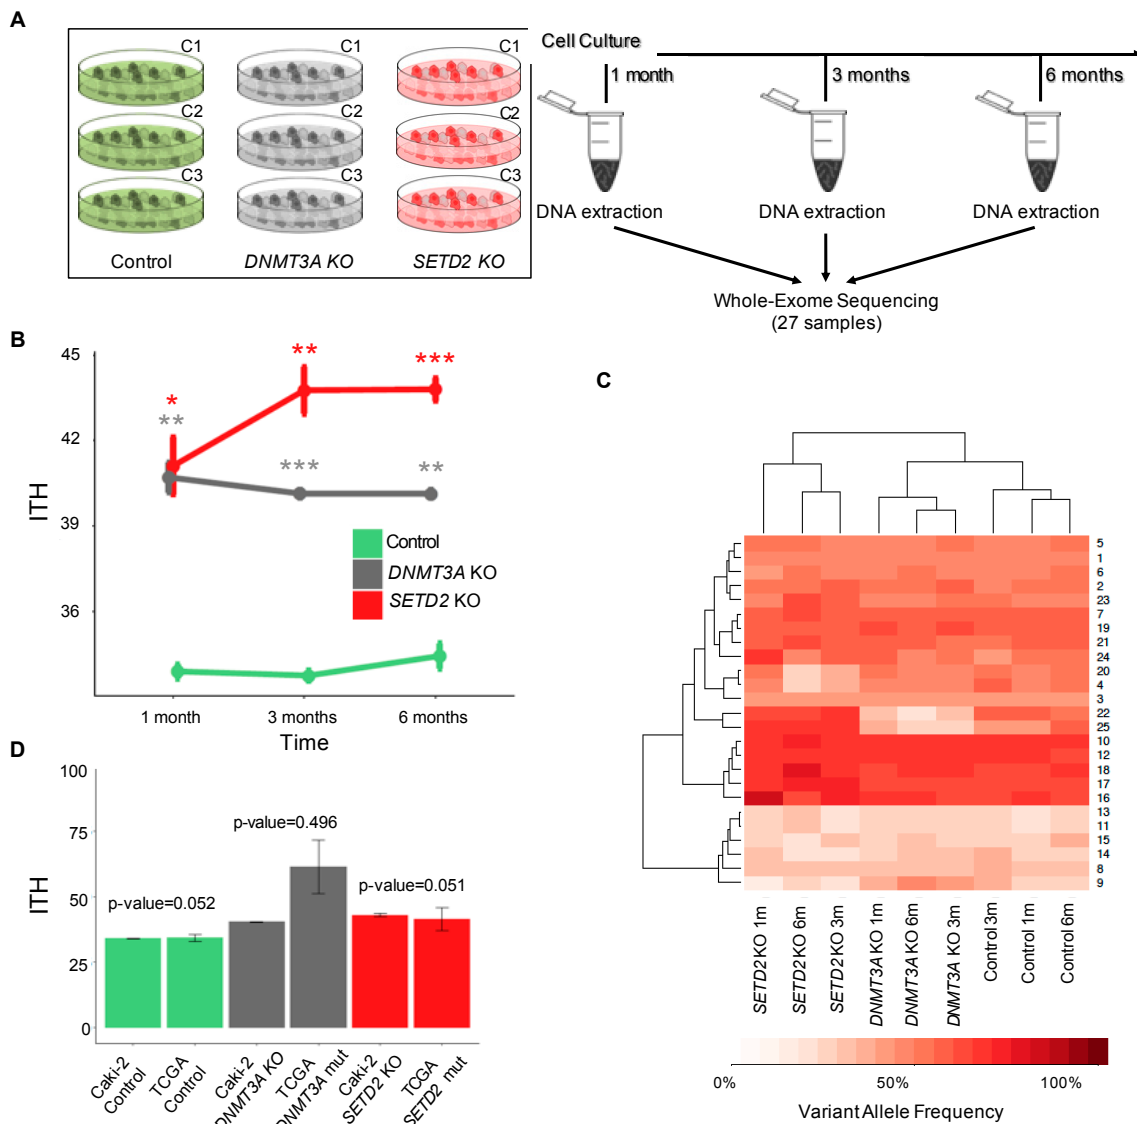 A
C1
C1
C1
C2
C2
C2
C3
C3
C3
Control
DNMT3A KO
SETD2 KO
Cell Culture
1 month
3 months
6 months
DNA extraction
DNA extraction
DNA extraction
Whole-Exome Sequencing
(27 samples)
B
ITH
45
42
39
36
*
**
**
***
***
**
Control
DNMT3A KO
SETD2 KO
1 month
3 months
6 months
Time
C
5
1
6
2
23
7
19
21
24
20
4
3
22
25
10
12
18
17
16
13
11
15
14
8
9
SETD2 KO 1m
SETD2 KO 6m
SETD2 KO 3m
DNMT3A KO 1m
DNMT3A KO 6m
DNMT3A KO 3m
Control 3m
Control 1m
Control 6m
0%
50%
100%
Variant Allele Frequency
D
ITH
100
75
50
25
0
p-value=0.052
p-value=0.496
p-value=0.051
Caki-2
Control
TCGA
Control
Caki-2
DNMT3A KO
TCGA
DNMT3A mut
Caki-2
SETD2 KO
TCGA
SETD2 mut